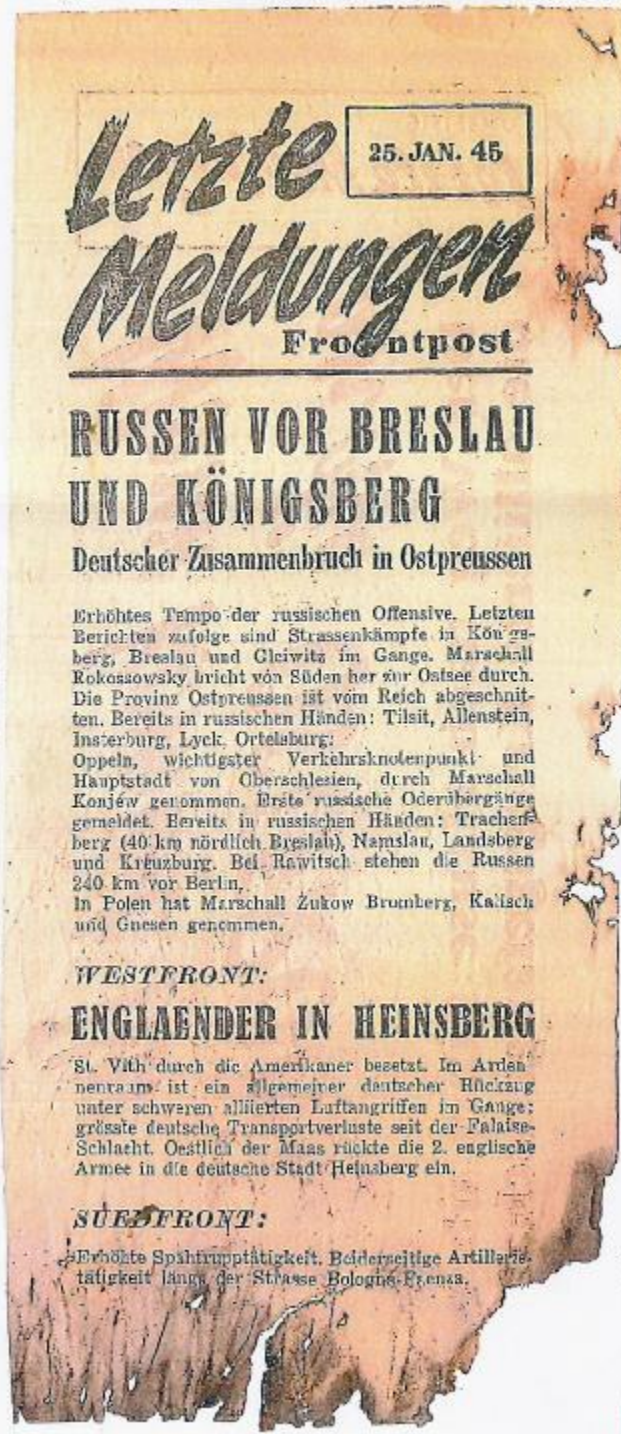 Letzte
25. JAN. 45
Meldungen
Frontpost
RUSSEN VOR BRESLAU
UND KÖNIGSBERG
Deutscher Zusammenbruch in Ostpreussen
Erhöhtes Tempo der russischen Offensive. Letzten
Berichten zufolge sind Strassenkämpfe in Königs-
berg, Breslau und Gleiwitz im Gange. Marschall
Rokossowsky bricht von Süden her zur Ostsee durch.
Die Provinz Ostpreussen ist vom Reich abgeschnit-
ten. Bereits in russischen Händen: Tilsit, Allenstein,
Insterburg, Lyck, Ortelsburg.
Oppeln, wichtigster Verkehrsknotenpunkt und
Hauptstadt von Oberschlesien, durch Marschall
Konjew genommen. Erste russische Oderübergänge
gemeldet. Bereits in russischen Händen: Trachen-
berg (40 km nördlich Breslau), Namslau, Landsberg
und Kreuzburg. Bei Rawitsch stehen die Russen
240 km vor Berlin.
In Polen hat Marschall Zukow Bromberg, Kalisch
und Gnesen genommen.
WESTFRONT:
ENGLAENDER IN HEINSBERG
St. Vith durch die Amerikaner besetzt. Im Arden-
nenraum ist ein allgemeiner deutscher Rückzug
unter schweren alliierten Luftangriffen im Gange;
grösste deutsche Transportverluste seit der Falaise-
Schlacht. Oestlich der Maas rückte die 2. englische
Armee in die deutsche Stadt Heinsberg ein.
SUEDFRONT:
Erhöhte Spähtrupptätigkeit. Beiderseitige Artillerie-
tätigkeit längs der Strasse Bologna-Faenza.